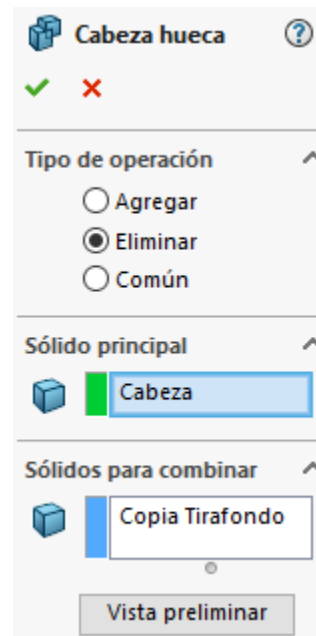 Cabeza hueca ?
Tipo de operación
Agregar
Eliminar
Común
Sólido principal
Cabeza
Sólidos para combinar
Copia Tirafondo
Vista preliminar